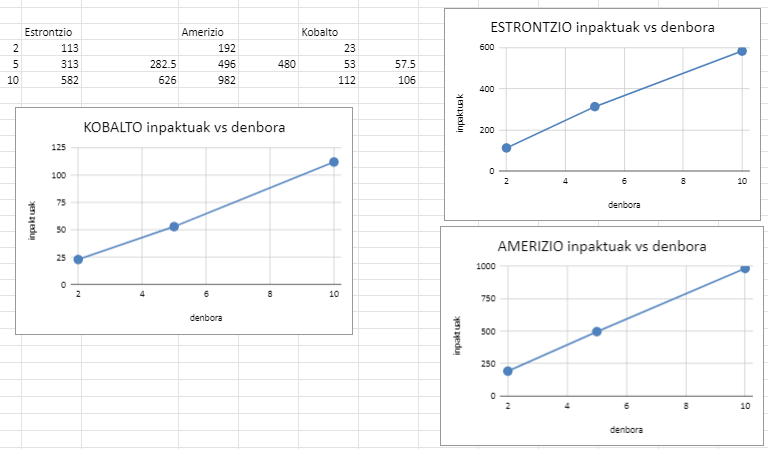 Estrontzio Amerizio Kobalto
2 113 192 23
5 313 282.5 496 480 53 57.5
10 582 626 982 112 106
ESTRONTZIO inpaktuak vs denbora
600
400
200
0
2 4 6 8 10
inpaktuak
denbora
KOBALTO inpaktuak vs denbora
125
100
75
50
25
0
2 4 6 8 10
inpaktuak
denbora
AMERIZIO inpaktuak vs denbora
1000
750
500
250
0
2 4 6 8 10
inpaktuak
denbora